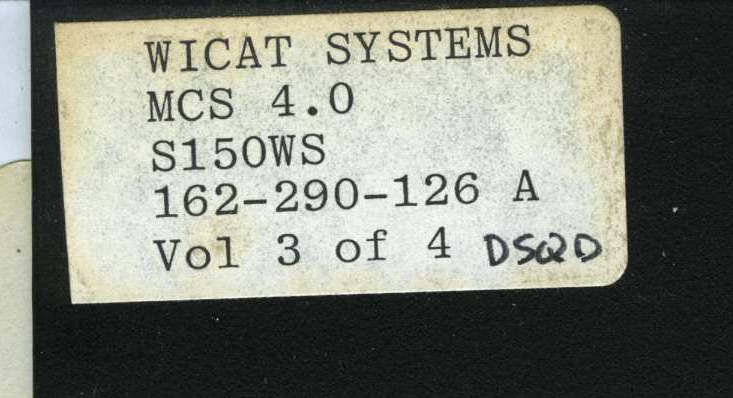 WICAT SYSTEMS
MCS 4.0
S150WS
162-290-126 A
Vol 3 of 4 DSQD